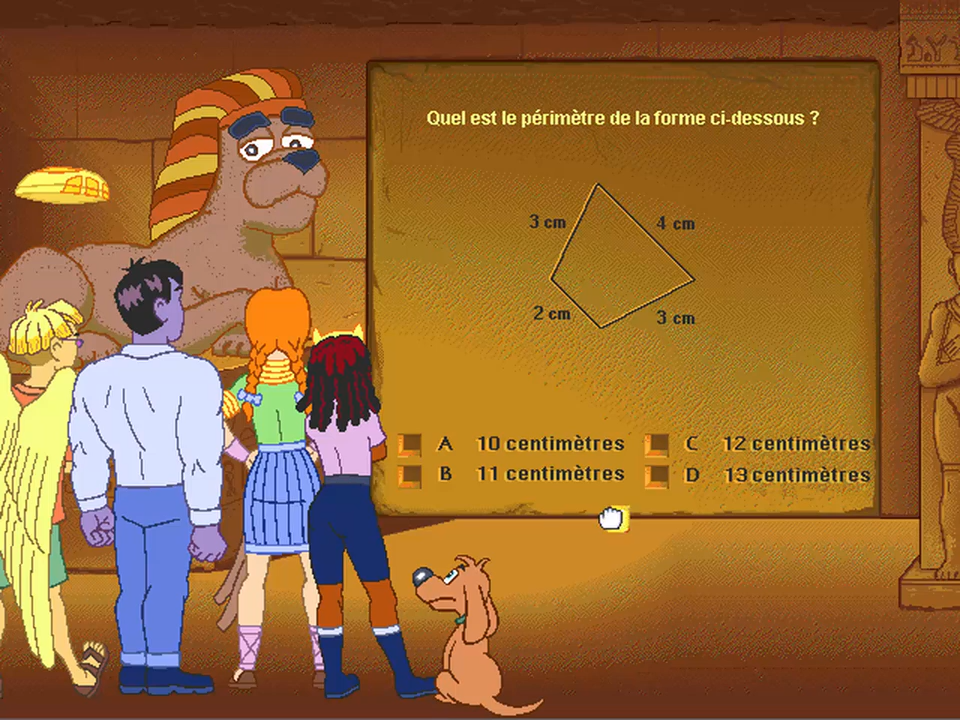 Quel est le périmètre de la forme ci-dessous ?
3 cm 4 cm
2 cm 3 cm
A 10 centimètres C 12 centimètres
B 11 centimètres D 13 centimètres